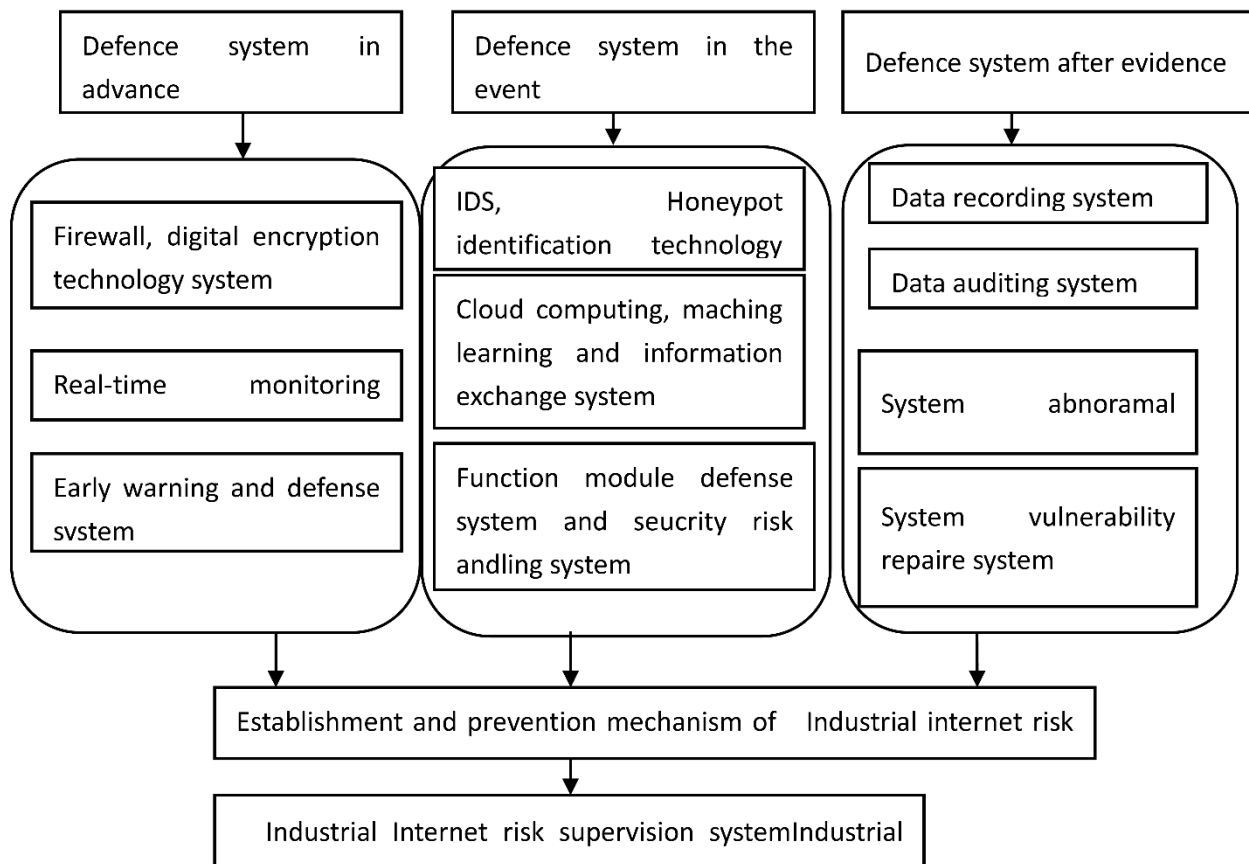 Defence system in
advance
Defence system in the
event
Defence system after evidence
Firewall, digital encryption
technology system
Real-time monitoring
Early warning and defense
system
IDS, Honeypot
identification technology
Cloud computing, maching
learning and information
exchange system
Function module defense
system and seucrity risk
andling system
Data recording system
Data auditing system
System abnoramal
System vulnerability
repaire system
Establishment and prevention mechanism of Industrial internet risk
Industrial Internet risk supervision systemIndustrial